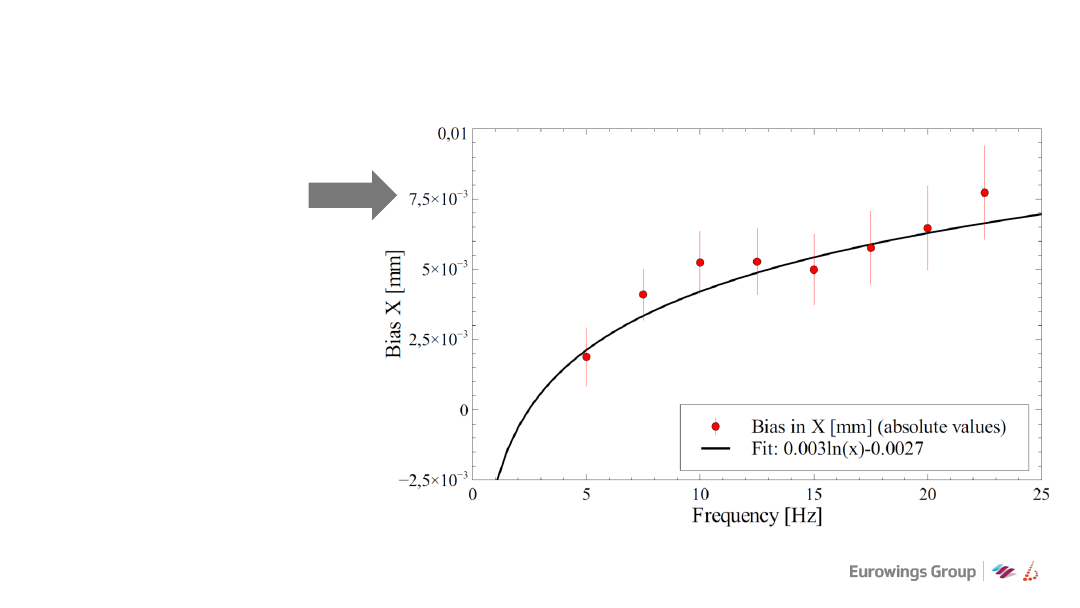 0,01
7,5×10⁻³
5×10⁻³
2,5×10⁻³
0
−2,5×10⁻³
Bias X [mm]
Bias in X [mm] (absolute values)
Fit: 0.003ln(x)-0.0027
0 5 10 15 20 25
Frequency [Hz]
Eurowings Group